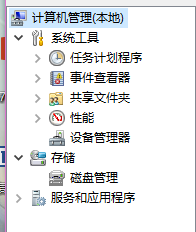 计算机管理(本地)
系统工具
任务计划程序
事件查看器
共享文件夹
性能
设备管理器
存储
磁盘管理
服务和应用程序